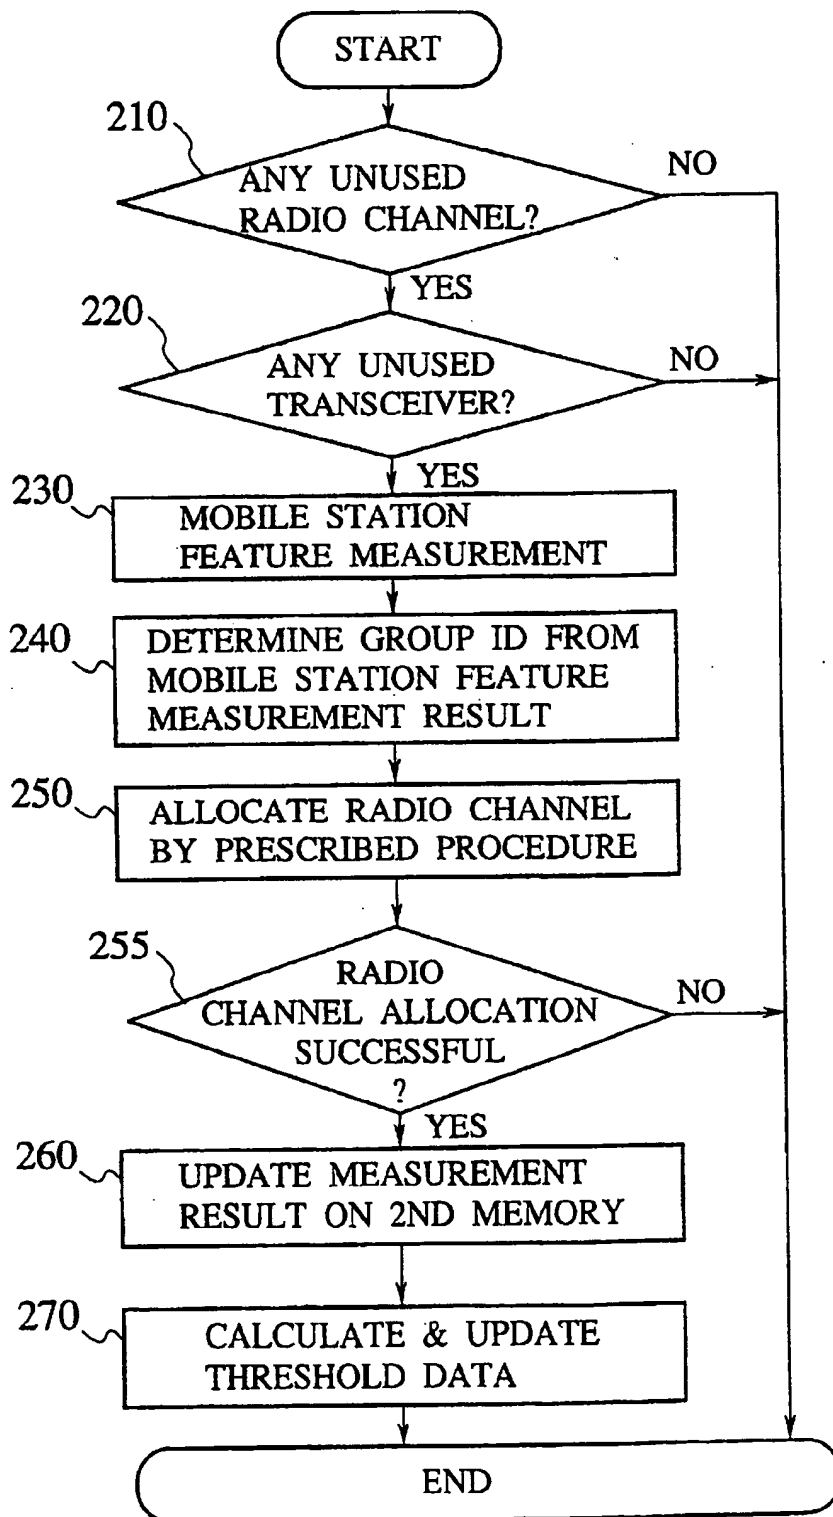 START
210
ANY UNUSED
RADIO CHANNEL?
NO
YES
220
ANY UNUSED
TRANSCEIVER?
NO
YES
230
MOBILE STATION
FEATURE MEASUREMENT
240
DETERMINE GROUP ID FROM
MOBILE STATION FEATURE
MEASUREMENT RESULT
250
ALLOCATE RADIO CHANNEL
BY PRESCRIBED PROCEDURE
255
RADIO
CHANNEL ALLOCATION
SUCCESSFUL
?
NO
YES
260
UPDATE MEASUREMENT
RESULT ON 2ND MEMORY
270
CALCULATE & UPDATE
THRESHOLD DATA
END